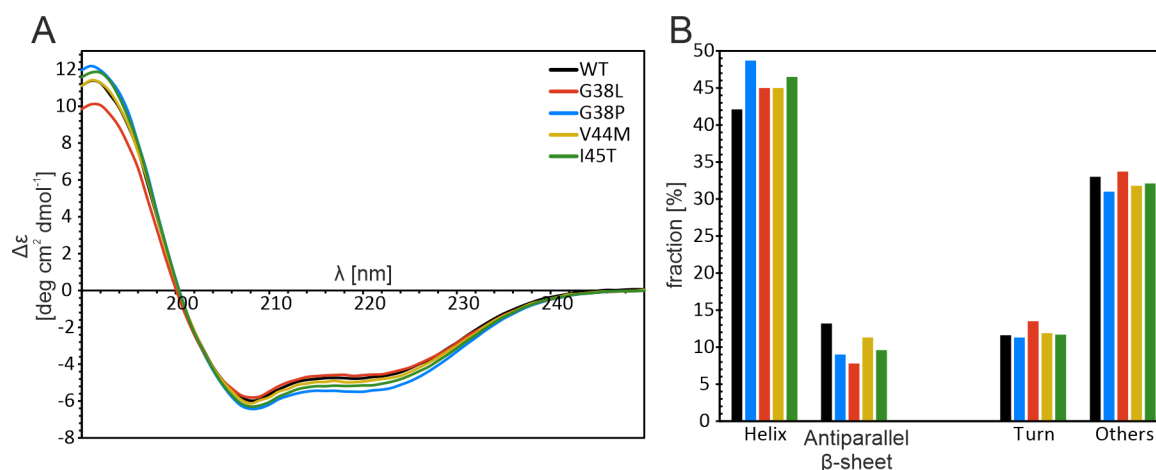 A
12
10
8
6
4
2
0
-2
-4
-6
-8
Δε
[deg cm² dmol⁻¹]
λ [nm]
200
210
220
230
240
WT
G38L
G38P
V44M
I45T
B
50
45
40
35
30
25
20
15
10
5
0
fraction [%]
Helix
Antiparallel
β-sheet
Turn
Others